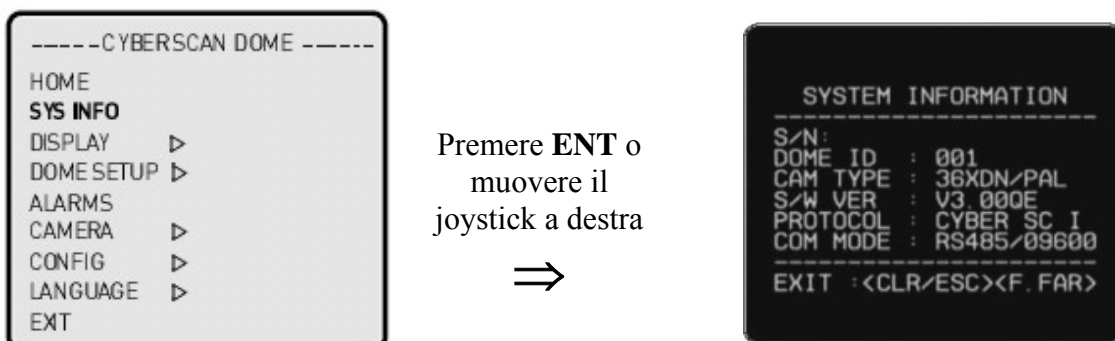 -----CYBERSCAN DOME ------
HOME
SYS INFO
DISPLAY ▷
DOME SETUP ▷
ALARMS
CAMERA ▷
CONFIG ▷
LANGUAGE ▷
EXIT
Premere ENT o
muovere il
joystick a destra
⇒
SYSTEM INFORMATION
------------------------
S/N:
DOME ID : 001
CAM TYPE : 36XDN/PAL
S/W VER : V3.00QE
PROTOCOL : CYBER SC I
COM MODE : RS485/09600
------------------------
EXIT :<CLR/ESC><F.FAR>